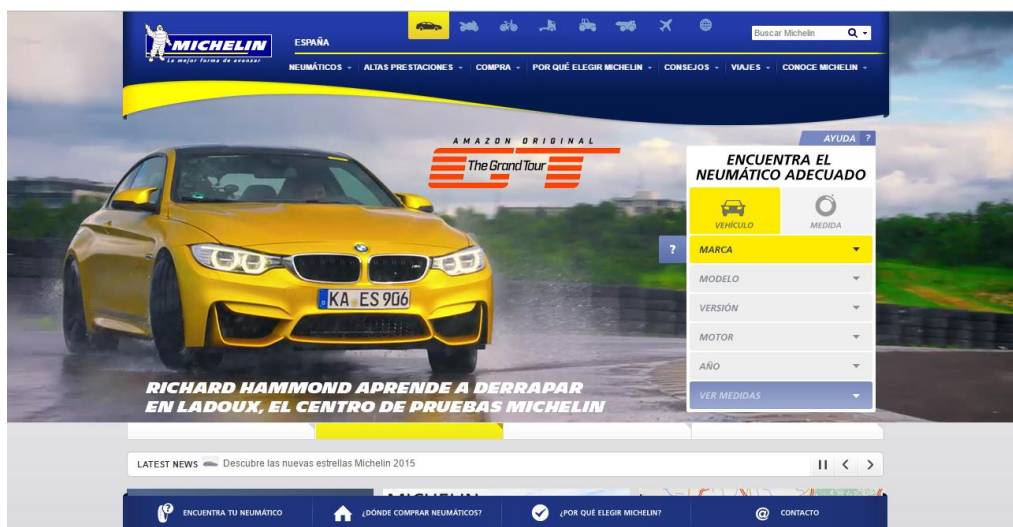 MICHELIN
La mejor forma de avanzar
ESPAÑA
Buscar Michelin
NEUMÁTICOS
ALTAS PRESTACIONES
COMPRA
POR QUÉ ELEGIR MICHELIN
CONSEJOS
VIAJES
CONOCE MICHELIN
AMAZON ORIGINAL
The Grand Tour
AYUDA ?
ENCUENTRA EL
NEUMÁTICO ADECUADO
VEHÍCULO
MEDIDA
?
MARCA
MODELO
VERSIÓN
MOTOR
AÑO
VER MEDIDAS
KA ES 906
RICHARD HAMMOND APRENDE A DERRAPAR
EN LADOUX, EL CENTRO DE PRUEBAS MICHELIN
LATEST NEWS Descubre las nuevas estrellas Michelin 2015
MICHELIN
ENCUENTRA TU NEUMÁTICO
¿DÓNDE COMPRAR NEUMÁTICOS?
¿POR QUÉ ELEGIR MICHELIN?
@ CONTACTO